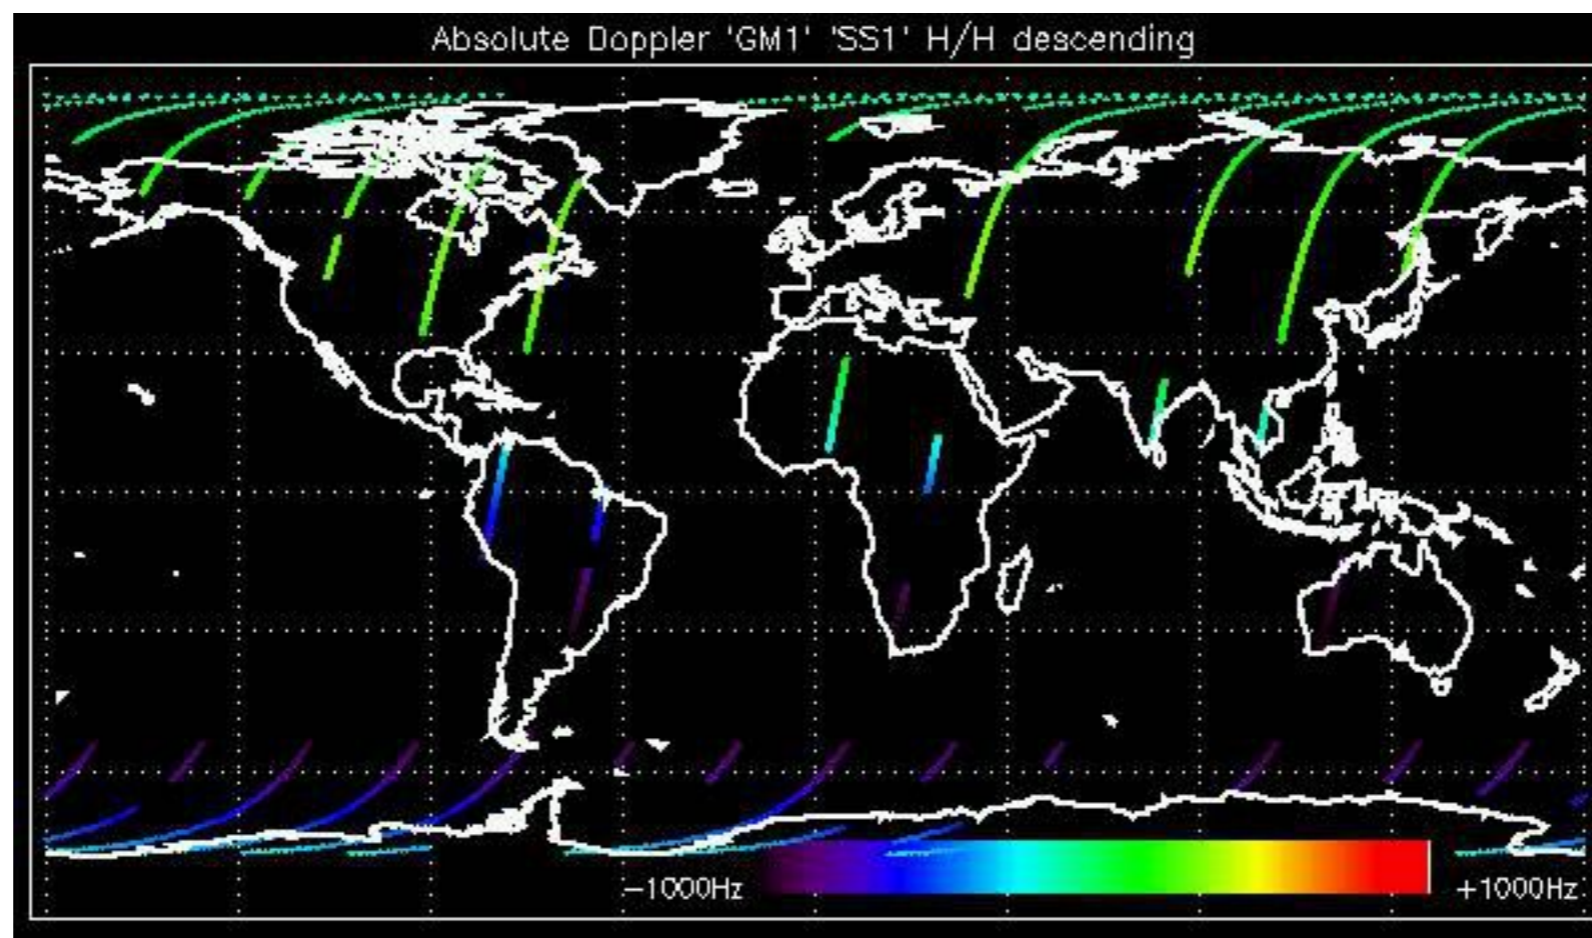 Absolute Doppler 'GM1' 'SS1' H/H descending
−1000Hz
+1000Hz